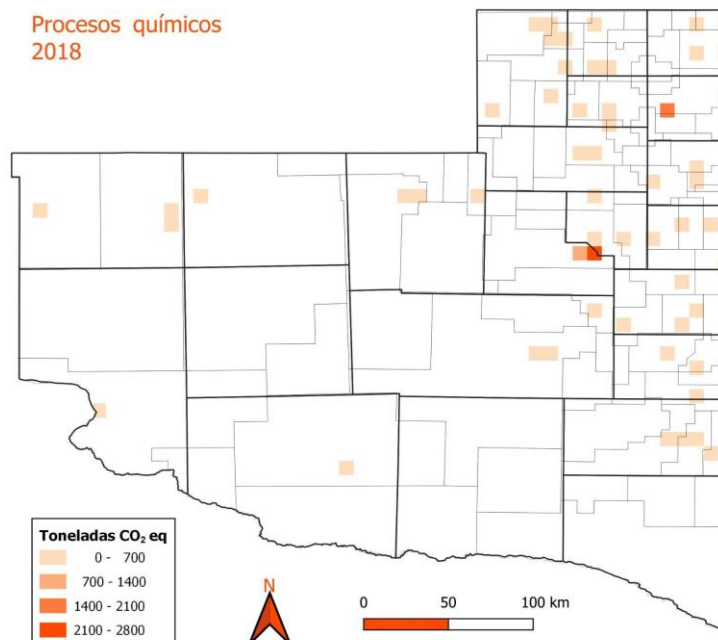 Procesos químicos
2018
Toneladas CO₂ eq
0 - 700
700 - 1400
1400 - 2100
2100 - 2800
N
0 50 100 km